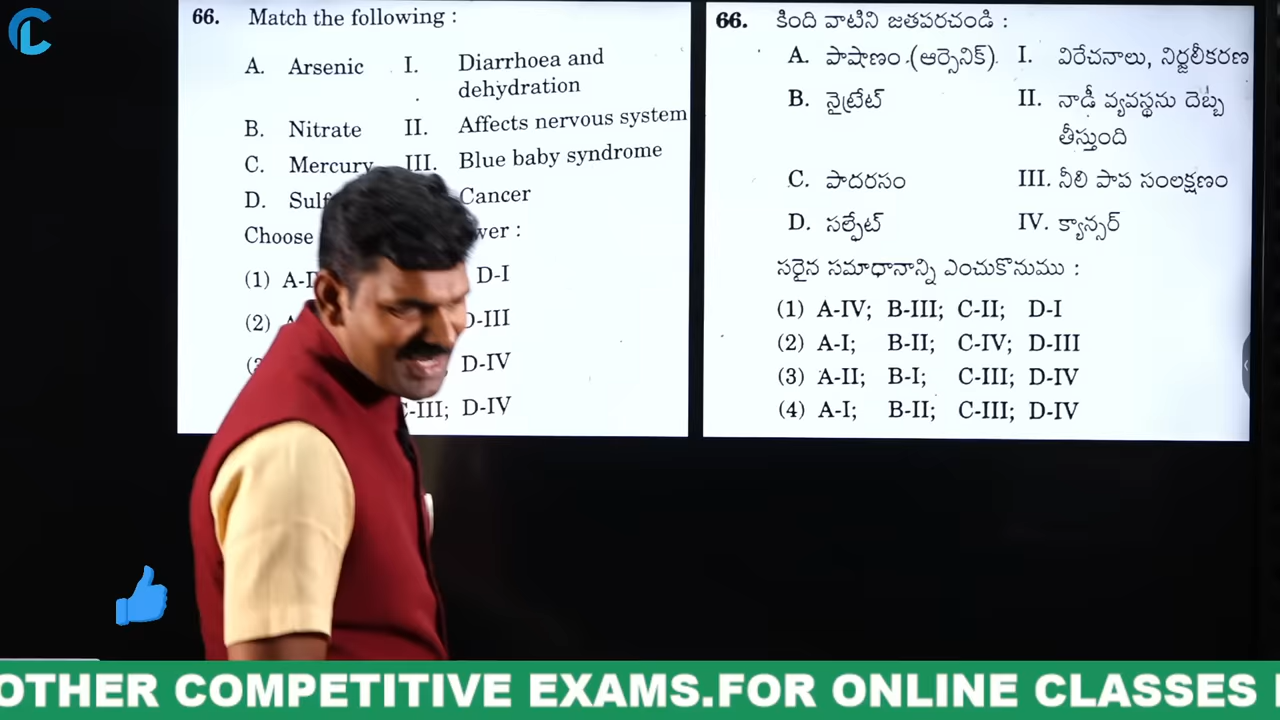 66. Match the following :
A. Arsenic I. Diarrhoea and
dehydration
B. Nitrate II. Affects nervous system
C. Mercury III. Blue baby syndrome
D. Cancer
Choose :
(1) D-I
(2) D-III
D-IV
C-III; D-IV
66. కింది వాటిని జతపరచండి :
A. పాషాణం (ఆర్సెనిక్) I. విరేచనాలు, నిర్జలీకరణ
B. నైట్రేట్ II. నాడీ వ్యవస్థను దెబ్బ
తీస్తుంది
C. పాదరసం III. నీలి పాప సంలక్షణం
D. సల్ఫేట్ IV. క్యాన్సర్
సరైన సమాధానాన్ని ఎంచుకొనుము :
(1) A-IV; B-III; C-II; D-I
(2) A-I; B-II; C-IV; D-III
(3) A-II; B-I; C-III; D-IV
(4) A-I; B-II; C-III; D-IV
OTHER COMPETITIVE EXAMS.FOR ONLINE CLASSES